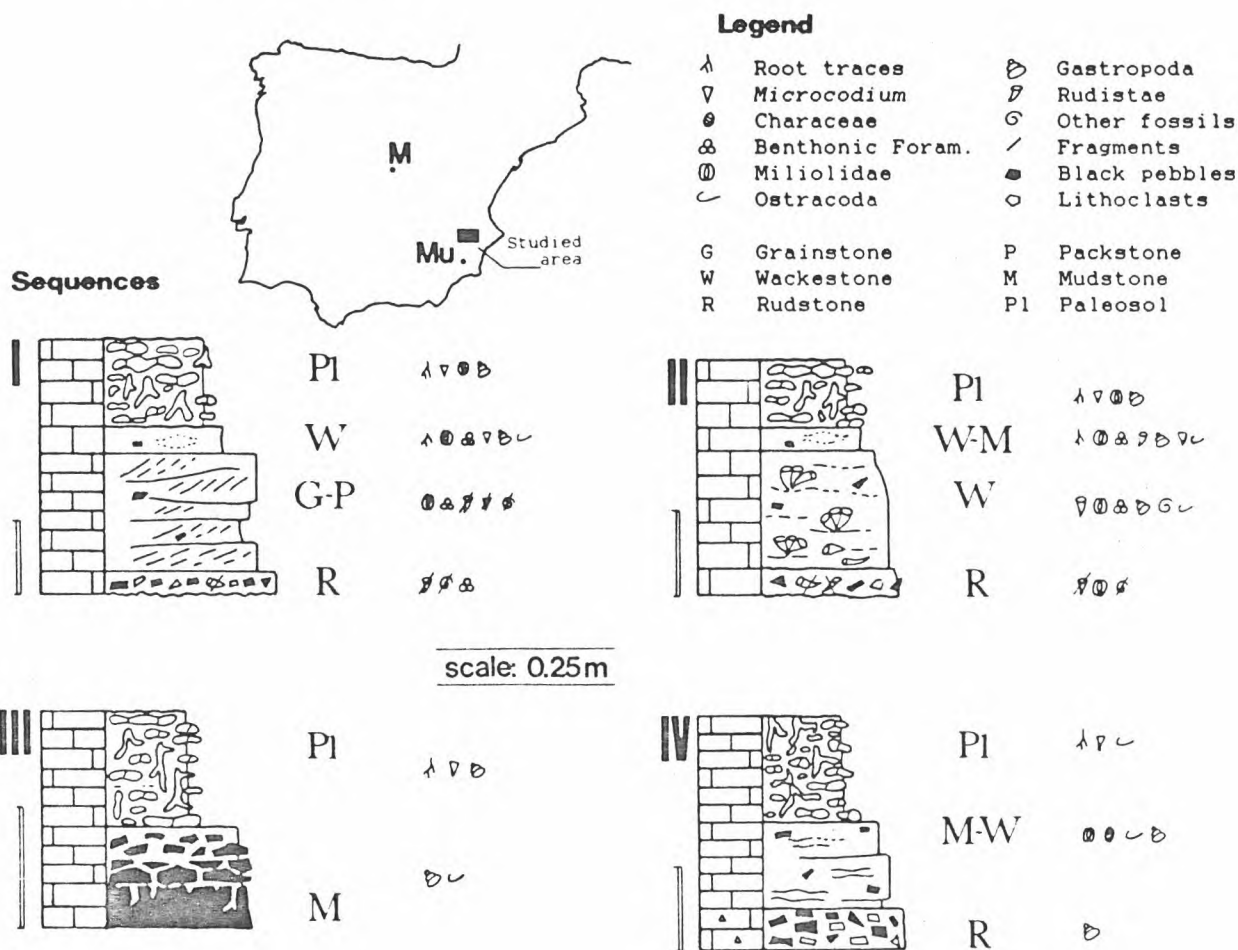 Legend
Root traces Gastropoda
Microcodium Rudistae
Characeae Other fossils
Benthonic Foram. Fragments
Miliolidae Black pebbles
Ostracoda Lithoclasts
G Grainstone P Packstone
W Wackestone M Mudstone
R Rudstone Pl Paleosol
M
Mu.
Studied
area
Sequences
I
Pl
W
G-P
R
II
Pl
W-M
W
R
scale: 0.25m
III
Pl
M
IV
Pl
M-W
R